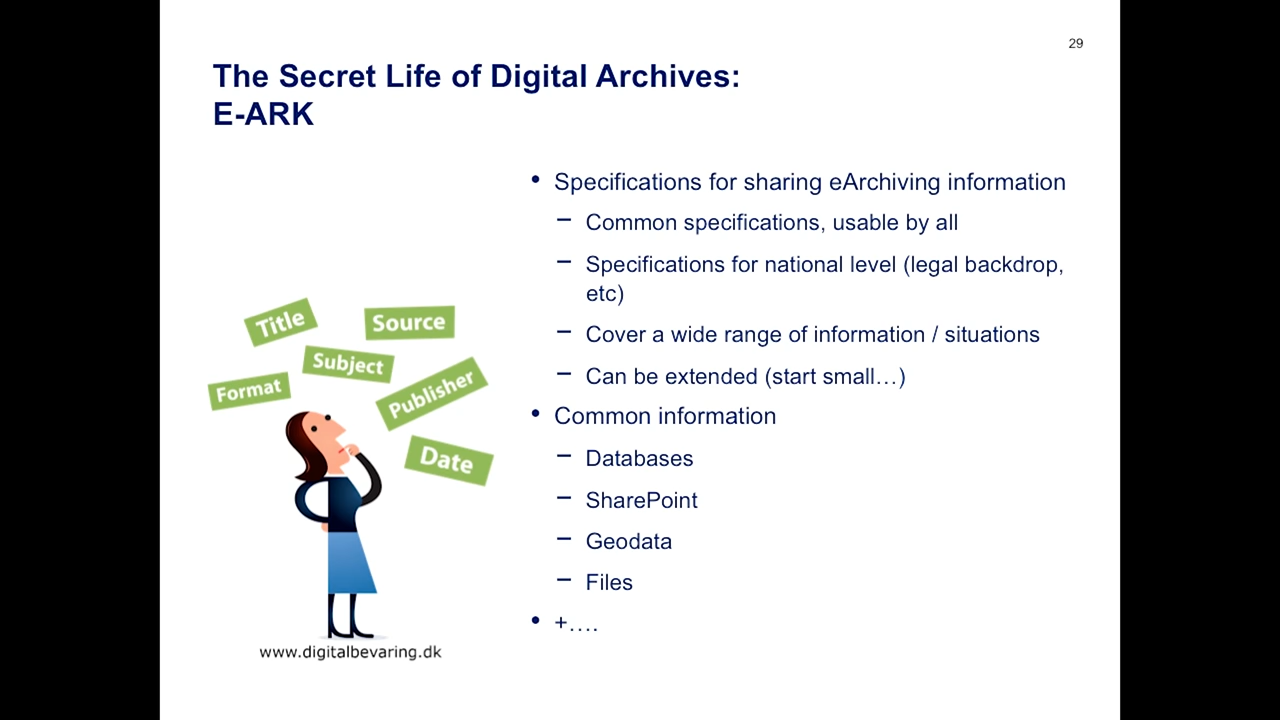 29
The Secret Life of Digital Archives:
E-ARK
• Specifications for sharing eArchiving information
– Common specifications, usable by all
– Specifications for national level (legal backdrop,
etc)
– Cover a wide range of information / situations
– Can be extended (start small…)
• Common information
– Databases
– SharePoint
– Geodata
– Files
• +….
Title
Source
Subject
Format
Publisher
Date
www.digitalbevaring.dk